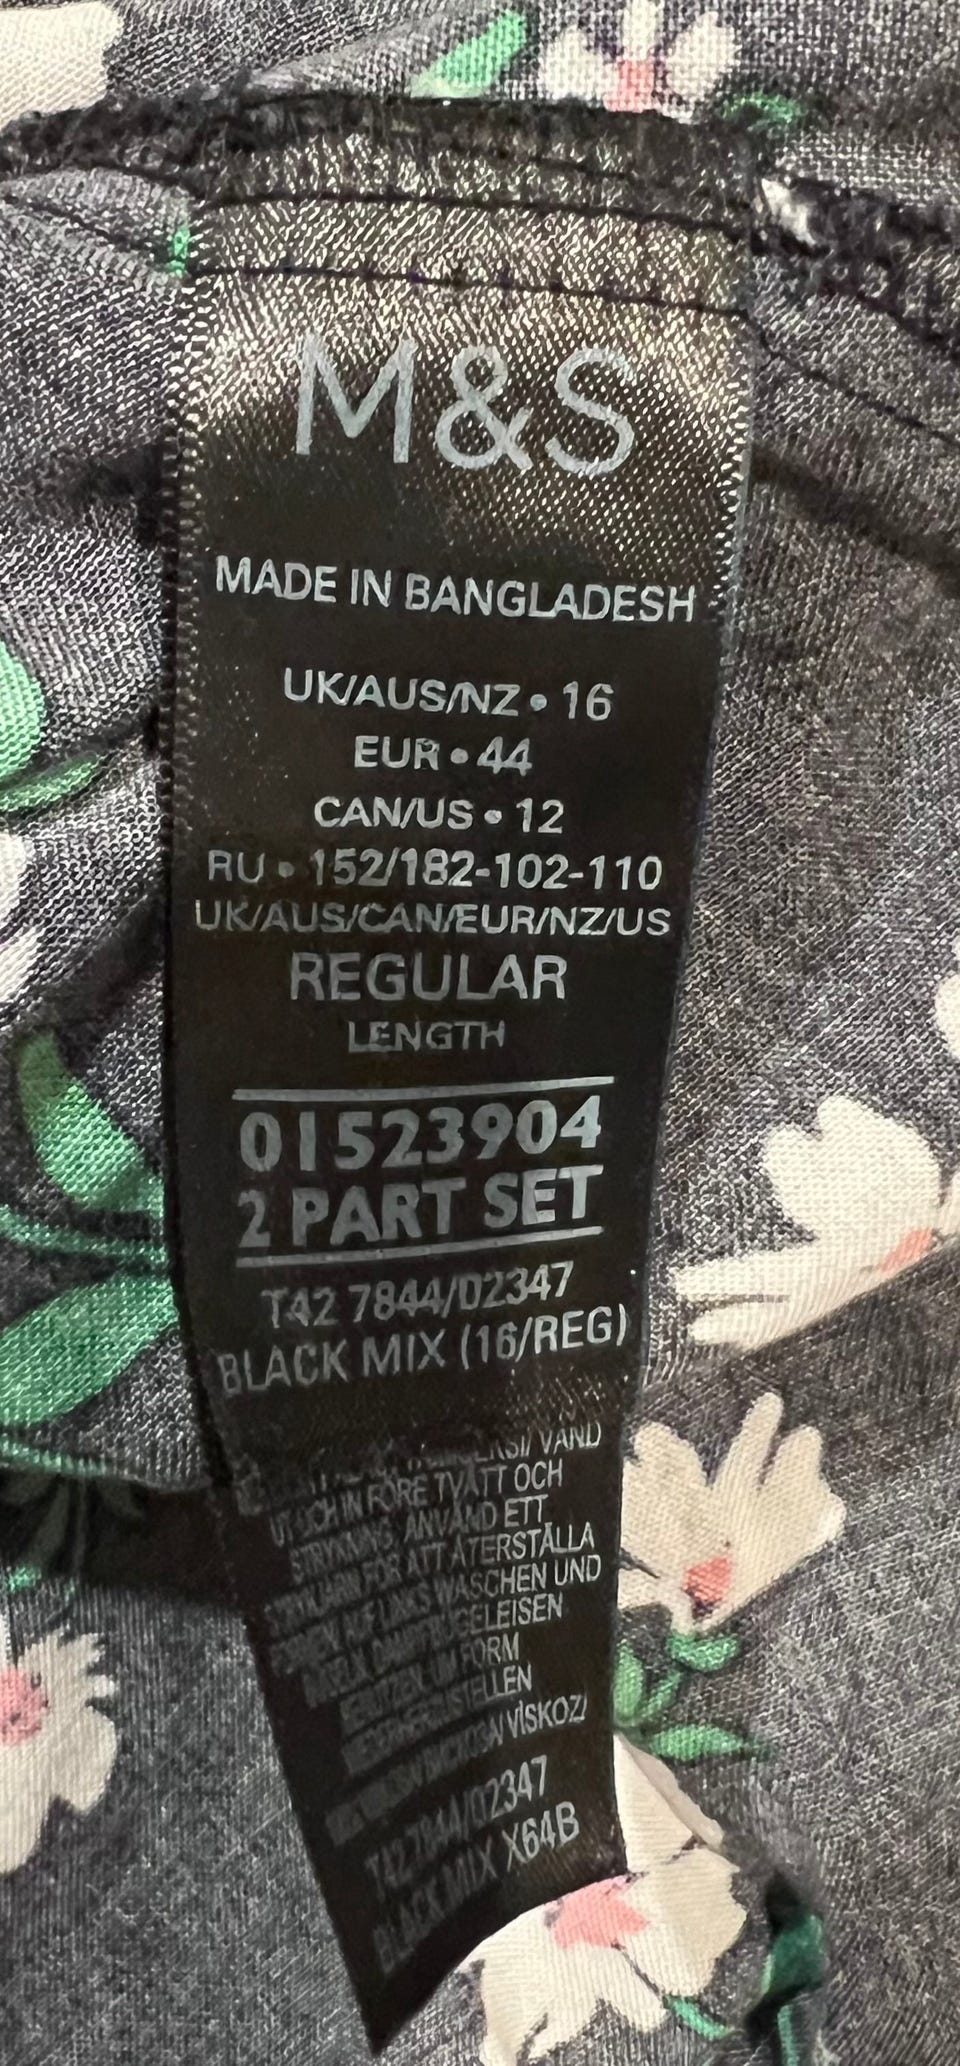 M&S
MADE IN BANGLADESH
UK/AUS/NZ • 16
EUR • 44
CAN/US • 12
RU • 152/182-102-110
UK/AUS/CAN/EUR/NZ/US
REGULAR
LENGTH
01523904
2 PART SET
T42 7844/02347
BLACK MIX (16/REG)
VÄND
UT OCH IN FÖRE TVÄTT OCH
STRYKNING. ANVÄND ETT
FÖR ATT ÅTERSTÄLLA
AUF LINKS WASCHEN UND
UM FORM
VİSKOZ/
T42 7844/02347
BLACK MIX X64B